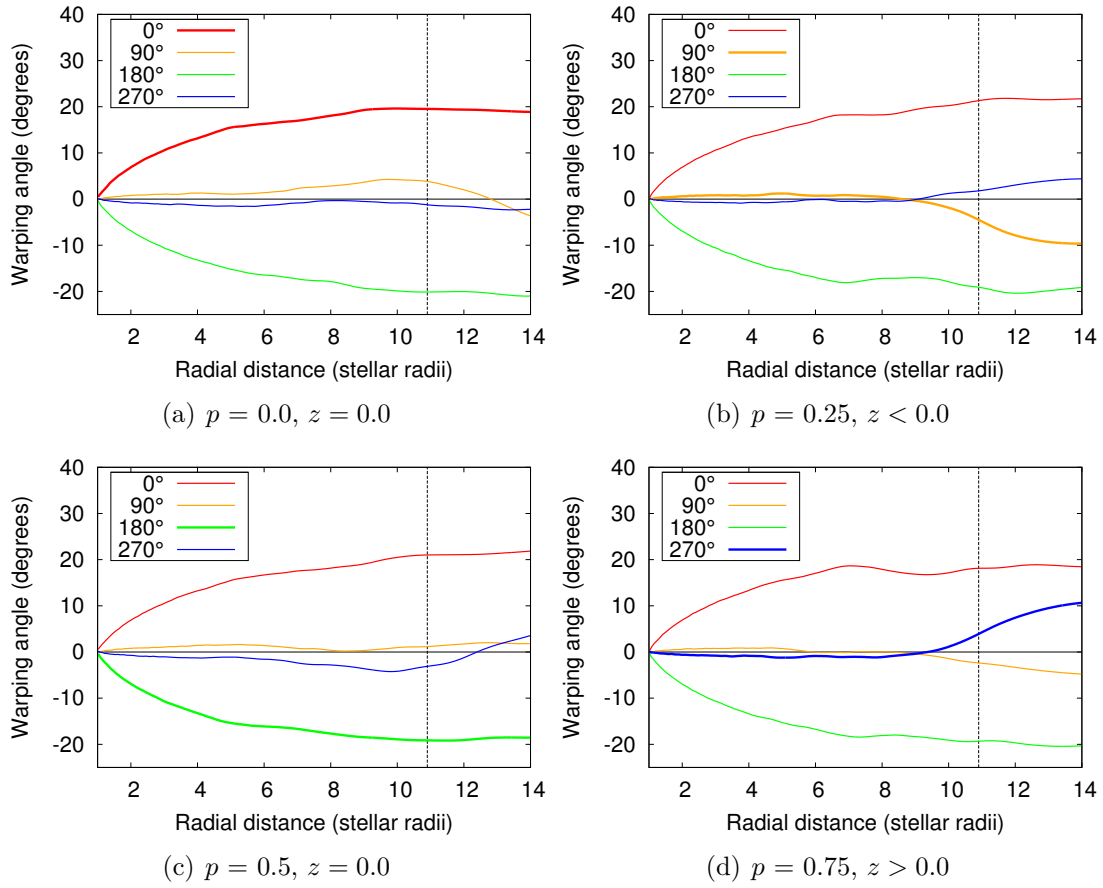 Warping angle (degrees)
40
30
20
10
0
-10
-20
0°
90°
180°
270°
2 4 6 8 10 12 14
Radial distance (stellar radii)
(a) p = 0.0, z = 0.0
Warping angle (degrees)
40
30
20
10
0
-10
-20
0°
90°
180°
270°
2 4 6 8 10 12 14
Radial distance (stellar radii)
(b) p = 0.25, z < 0.0
Warping angle (degrees)
40
30
20
10
0
-10
-20
0°
90°
180°
270°
2 4 6 8 10 12 14
Radial distance (stellar radii)
(c) p = 0.5, z = 0.0
Warping angle (degrees)
40
30
20
10
0
-10
-20
0°
90°
180°
270°
2 4 6 8 10 12 14
Radial distance (stellar radii)
(d) p = 0.75, z > 0.0